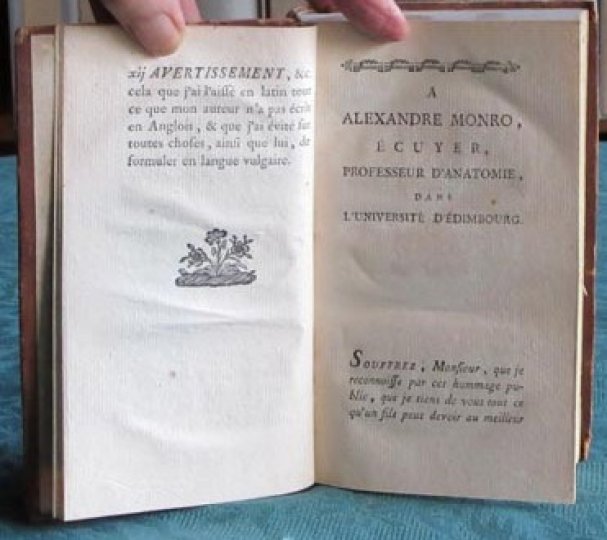 xij AVERTISSEMENT, &c.
cela que j'ai laissé en latin tout
ce que mon auteur n'a pas écrit
en Anglois, & que j'ai évité sur
toutes choses, ainsi que lui, de
formuler en langue vulgaire.
A
ALEXANDRE MONRO,
ÉCUYER,
PROFESSEUR D'ANATOMIE,
DANS
L'UNIVERSITÉ D'ÉDIMBOURG.
SOUFFREZ, Monsieur, que je
reconnoisse par cet hommage pu-
blic, que je tiens de vous tout ce
qu'un fils peut devoir au meilleur